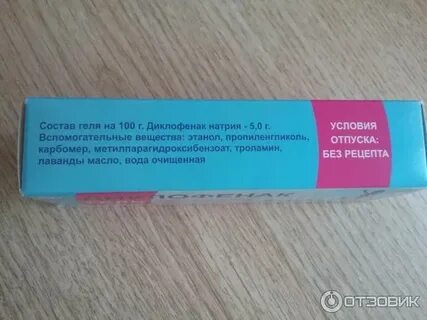 Состав геля на 100 г. Диклофенак натрия - 5,0 г.
Вспомогательные вещества: этанол, пропиленгликоль,
карбомер, метилпарагидроксибензоат, троламин,
лаванды масло, вода очищенная
УСЛОВИЯ
ОТПУСКА:
БЕЗ РЕЦЕПТА
ДИКЛОФЕНАК
ОТЗОВИК